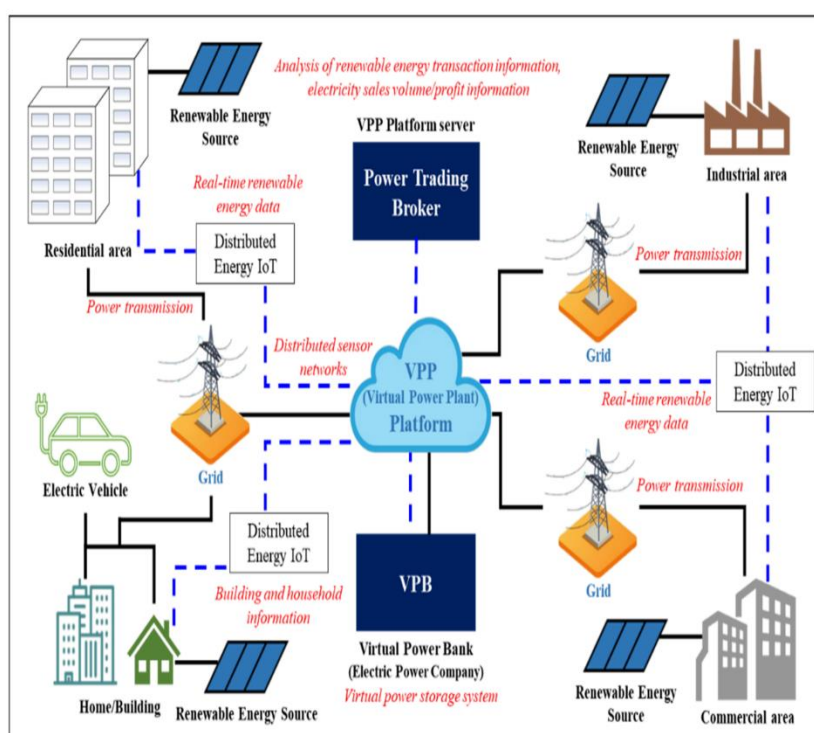 Analysis of renewable energy transaction information,
electricity sales volume/profit information
Renewable Energy
Source
VPP Platform server
Power Trading
Broker
Renewable Energy
Source
Industrial area
Real-time renewable
energy data
Residential area
Distributed
Energy IoT
Power transmission
Power transmission
Grid
Distributed sensor
networks
VPP
(Virtual Power Plant)
Platform
Distributed
Energy IoT
Real-time renewable
energy data
Grid
Electric Vehicle
Power transmission
Distributed
Energy IoT
VPB
Grid
Building and household
information
Virtual Power Bank
(Electric Power Company)
Virtual power storage system
Home/Building
Renewable Energy Source
Renewable Energy
Source
Commercial area